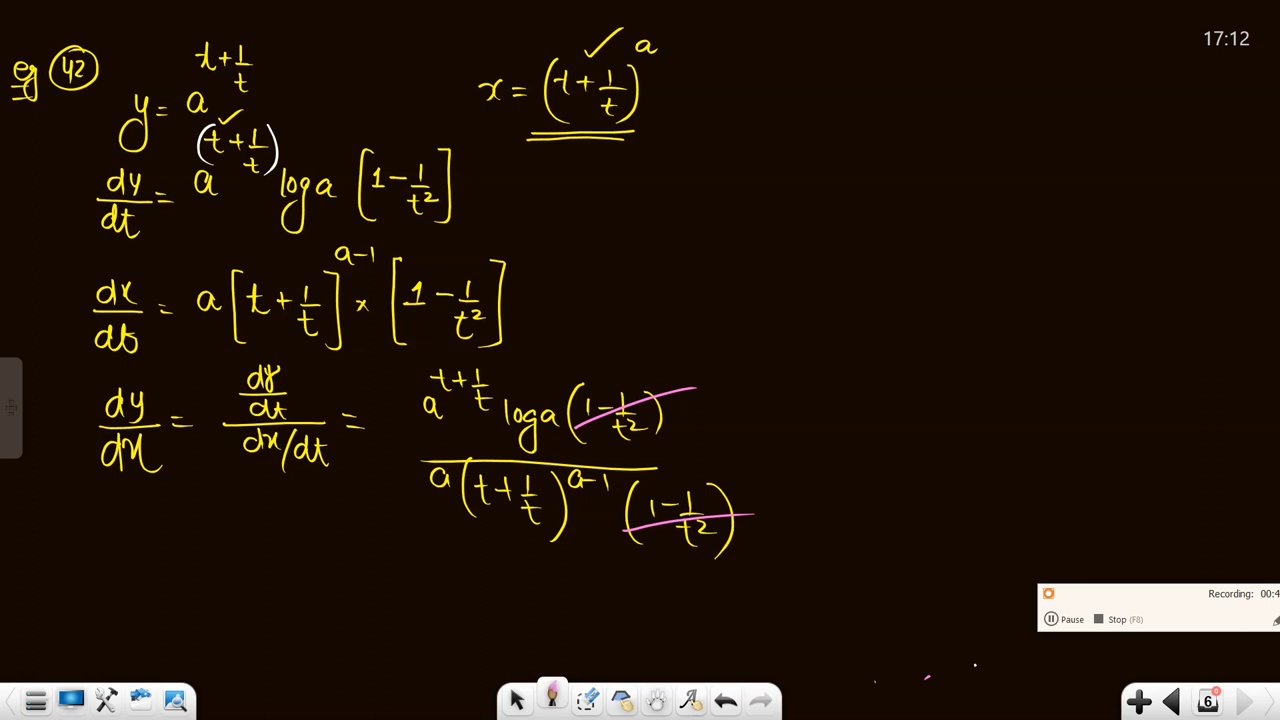 17:12
eg 42 y = a^(t+1/t) x = (t+1/t)^a
dy/dt = a^(t+1/t) log a [1 - 1/t²]
dx/dt = a [t+1/t]^(a-1) × [1 - 1/t²]
dy/dx = (dy/dt)/(dx/dt) = (a^(t+1/t) log a (1-1/t²))/(a (t+1/t)^(a-1) (1-1/t²))
Recording: 00:4
Pause Stop (F8)
6